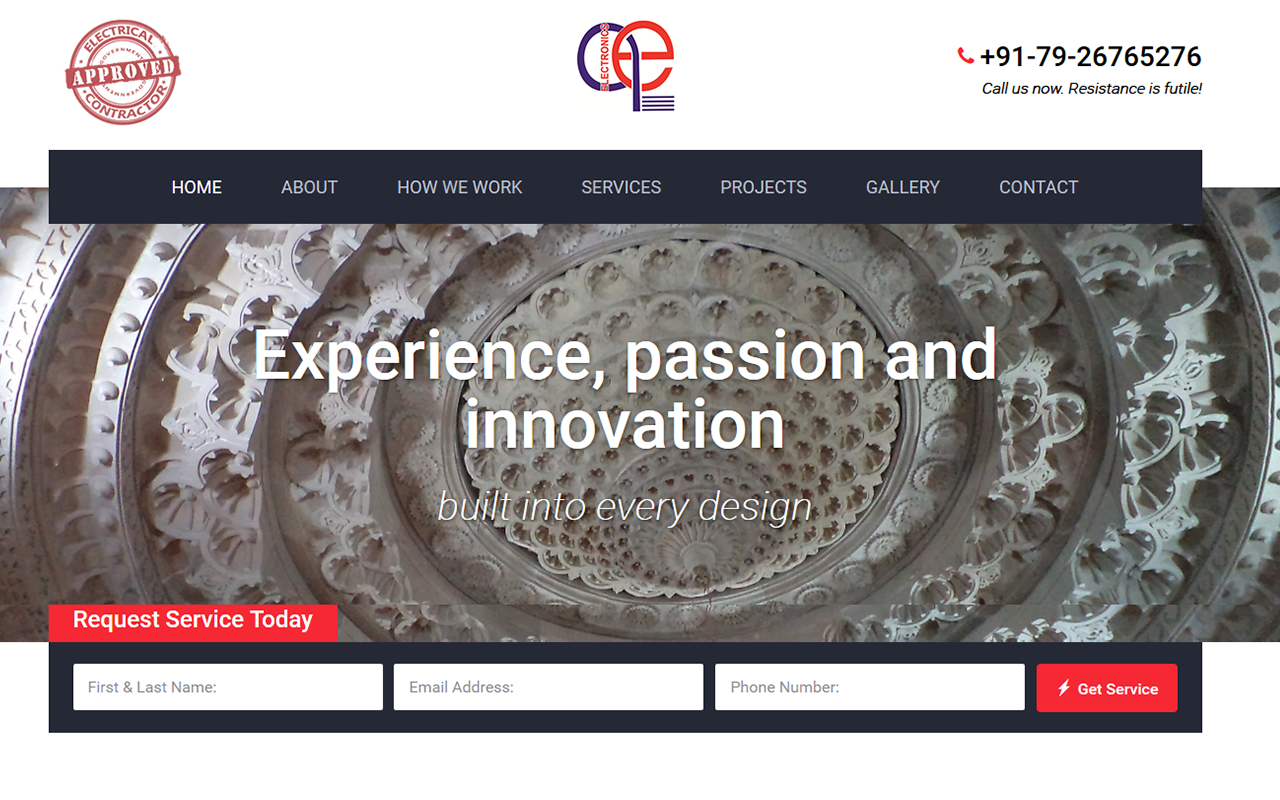 ELECTRICAL
GOVERNMENT
APPROVED
GOVERNMENT
CONTRACTOR
ELECTRONICS
+91-79-26765276
Call us now. Resistance is futile!
HOME ABOUT HOW WE WORK SERVICES PROJECTS GALLERY CONTACT
Experience, passion and
innovation
built into every design
Request Service Today
First & Last Name: Email Address: Phone Number: Get Service